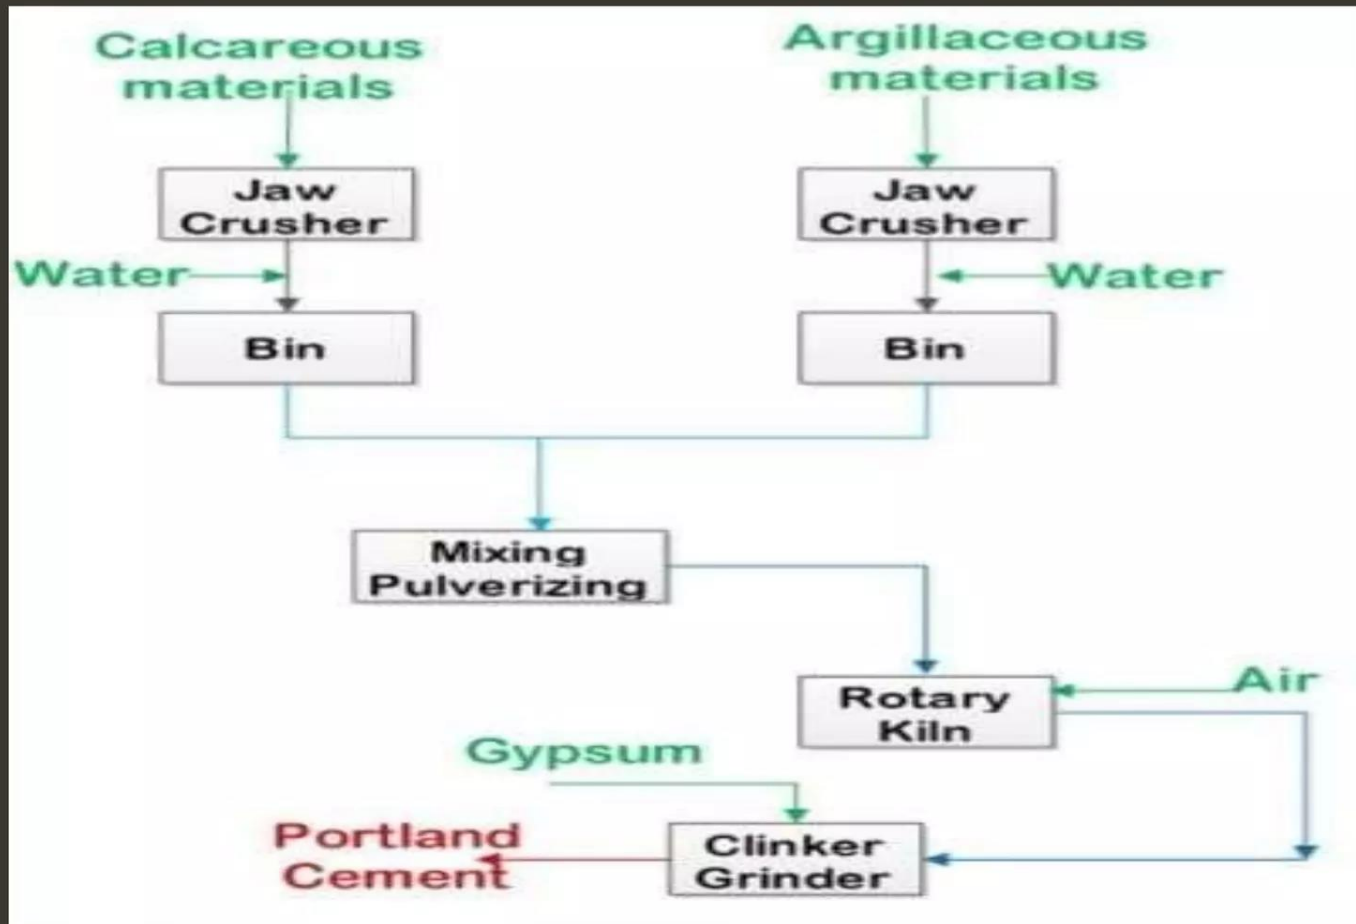 Calcareous
materials
Argillaceous
materials
Jaw
Crusher
Jaw
Crusher
Water
Water
Bin
Bin
Mixing
Pulverizing
Rotary
Kiln
Air
Gypsum
Portland
Cement
Clinker
Grinder